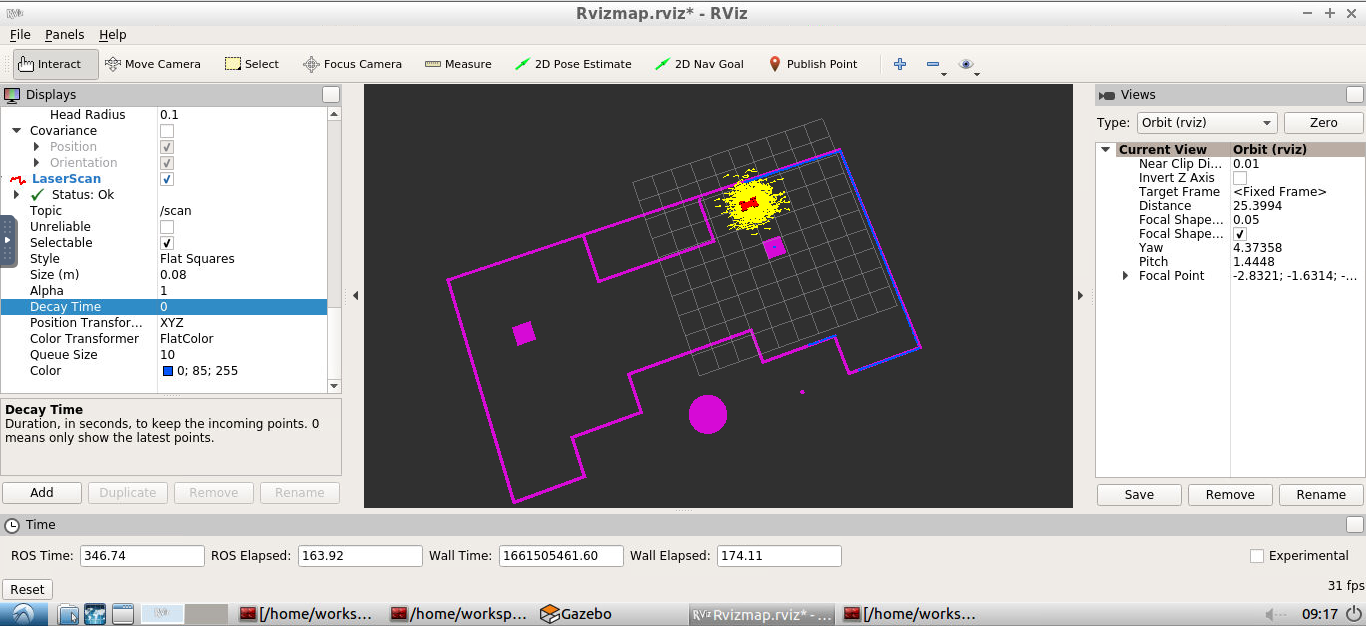 RViz
Rvizmap.rviz* - RViz
File Panels Help
Interact Move Camera Select Focus Camera Measure 2D Pose Estimate 2D Nav Goal Publish Point
Displays
Head Radius 0.1
Covariance
Position
Orientation
LaserScan
Status: Ok
Topic /scan
Unreliable
Selectable
Style Flat Squares
Size (m) 0.08
Alpha 1
Decay Time 0
Position Transfor... XYZ
Color Transformer FlatColor
Queue Size 10
Color 0; 85; 255
Decay Time
Duration, in seconds, to keep the incoming points. 0
means only show the latest points.
Add Duplicate Remove Rename
Views
Type: Orbit (rviz) Zero
Current View Orbit (rviz)
Near Clip Di... 0.01
Invert Z Axis
Target Frame <Fixed Frame>
Distance 25.3994
Focal Shape... 0.05
Focal Shape...
Yaw 4.37358
Pitch 1.4448
Focal Point -2.8321; -1.6314; -...
Save Remove Rename
Time
ROS Time: 346.74 ROS Elapsed: 163.92 Wall Time: 1661505461.60 Wall Elapsed: 174.11 Experimental
Reset 31 fps
RViz [/home/works... /home/worksp... Gazebo RViz Rvizmap.rviz* - ... [/home/works... 09:17